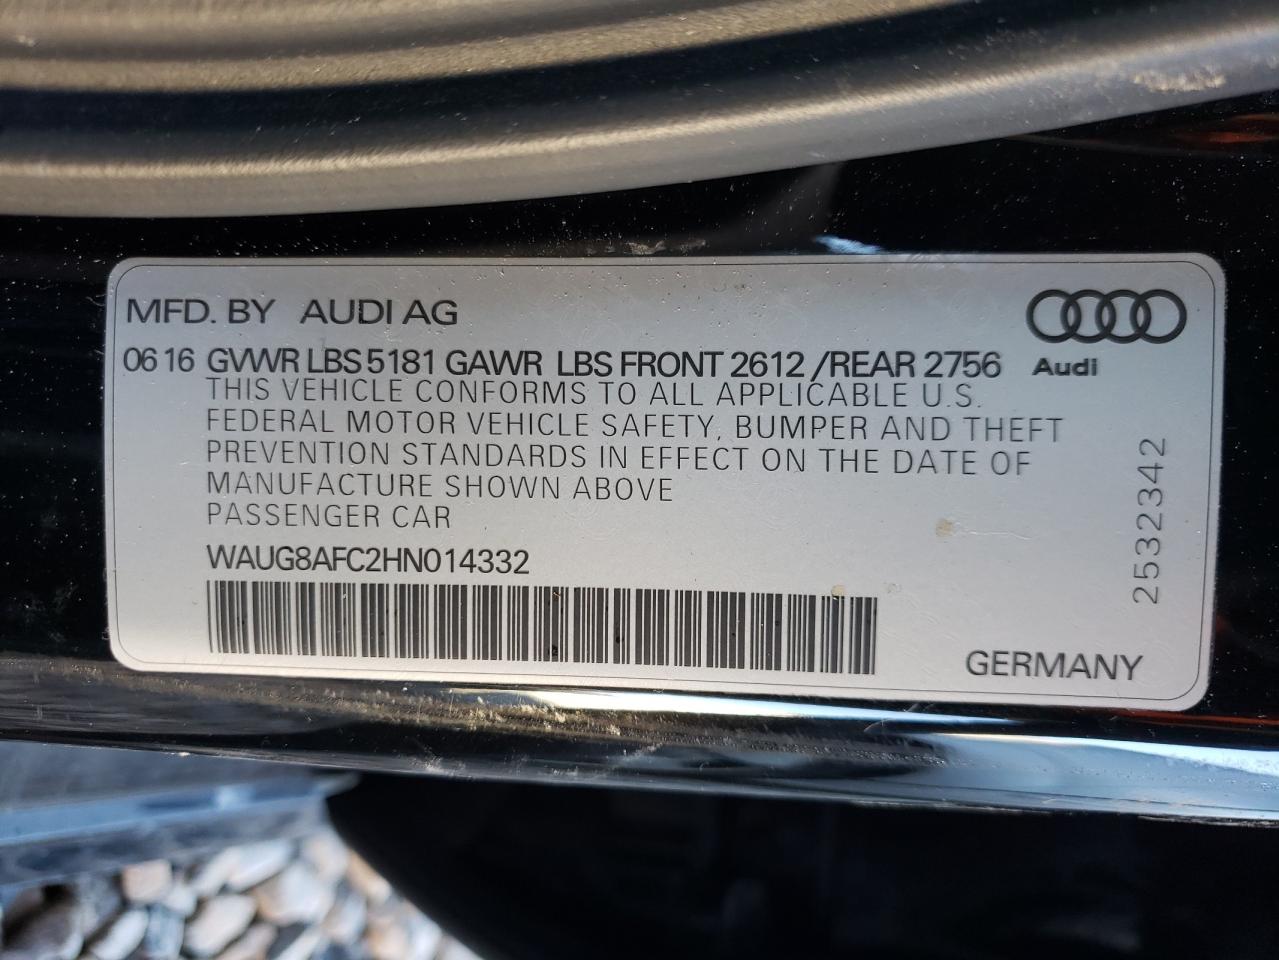 MFD. BY AUDI AG
06 16 GVWR LBS 5181 GAWR LBS FRONT 2612 /REAR 2756
Audi
THIS VEHICLE CONFORMS TO ALL APPLICABLE U.S.
FEDERAL MOTOR VEHICLE SAFETY, BUMPER AND THEFT
PREVENTION STANDARDS IN EFFECT ON THE DATE OF
MANUFACTURE SHOWN ABOVE
PASSENGER CAR
WAUG8AFC2HN014332
2532342
GERMANY